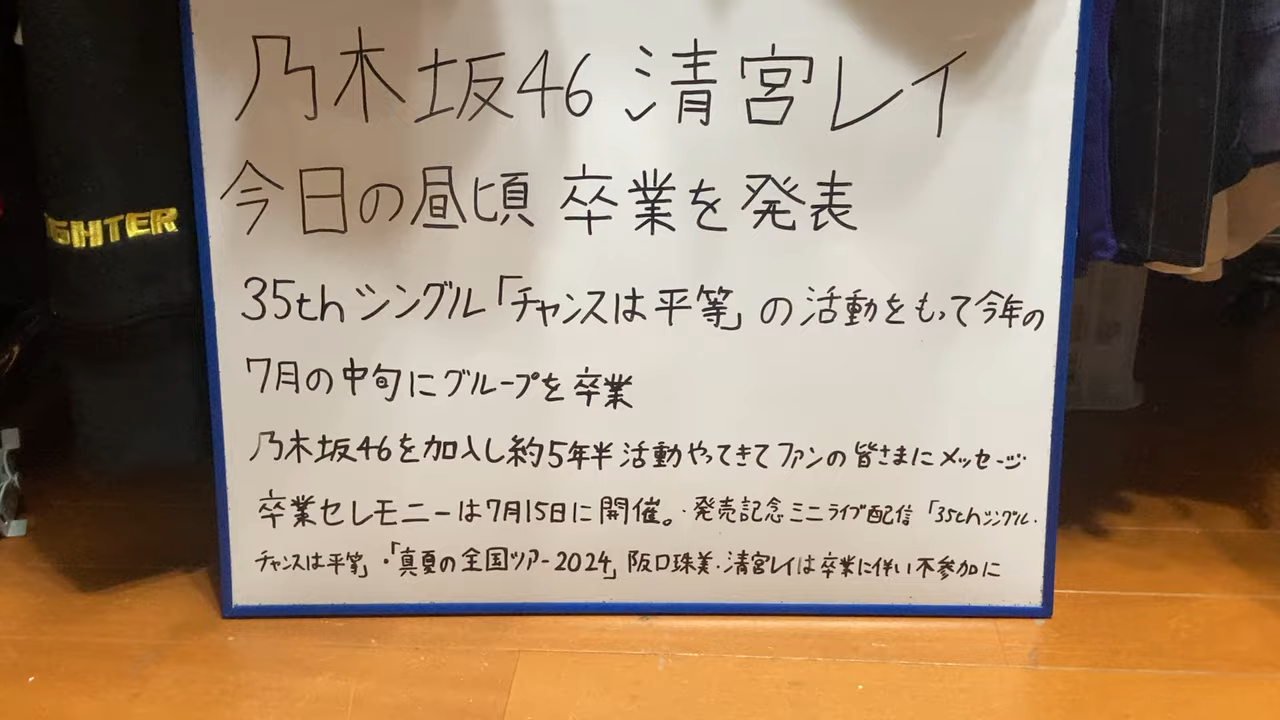 乃木坂46 清宮レイ
今日の昼頃 卒業を発表
35thシングル「チャンスは平等」の活動をもって今年の
7月の中旬にグループを卒業
乃木坂46を加入し約5年半活動やってきてファンの皆さまにメッセージ
卒業セレモニーは7月15日に開催。・発売記念ミニライブ配信「35thシングル・
チャンスは平等」・「真夏の全国ツアー2024」阪口珠美・清宮レイは卒業に伴い不参加に
GHTER